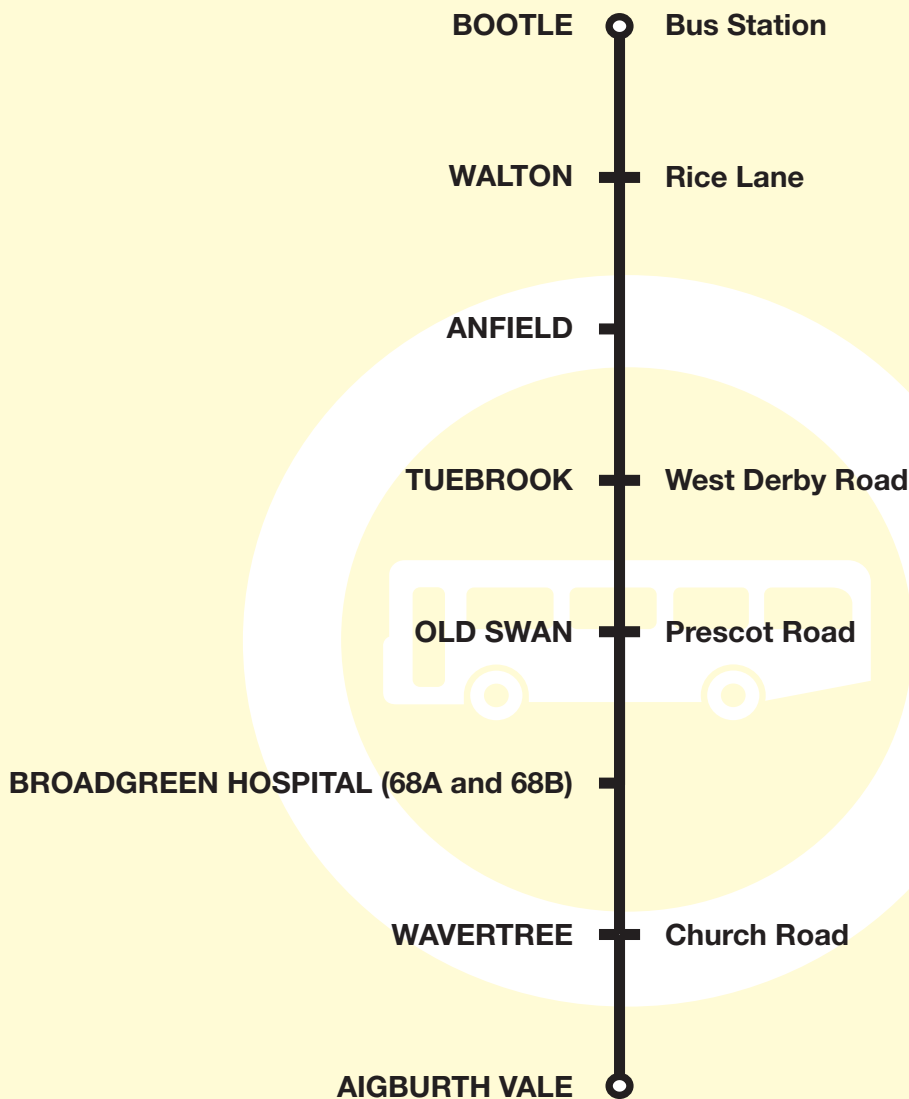 BOOTLE Bus Station
WALTON Rice Lane
ANFIELD
TUEBROOK West Derby Road
OLD SWAN Prescot Road
BROADGREEN HOSPITAL (68A and 68B)
WAVERTREE Church Road
AIGBURTH VALE